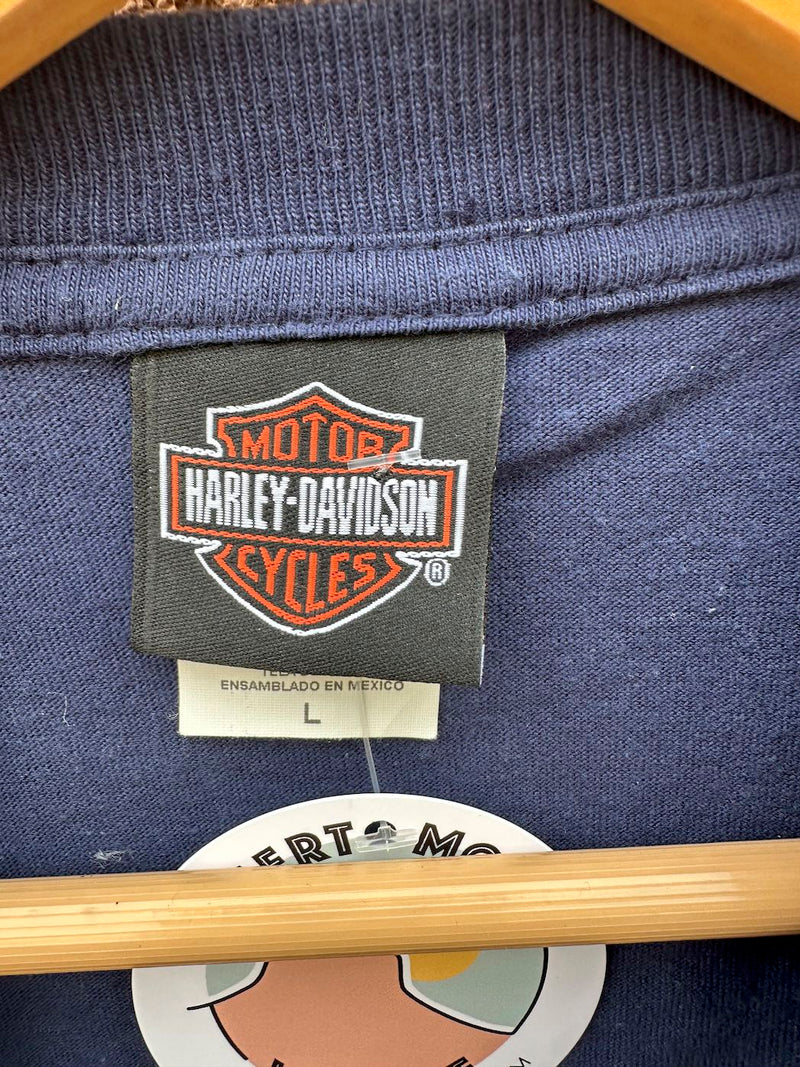 MOTOR
HARLEY-DAVIDSON
CYCLES
®
ENSAMBLADO EN MEXICO
L